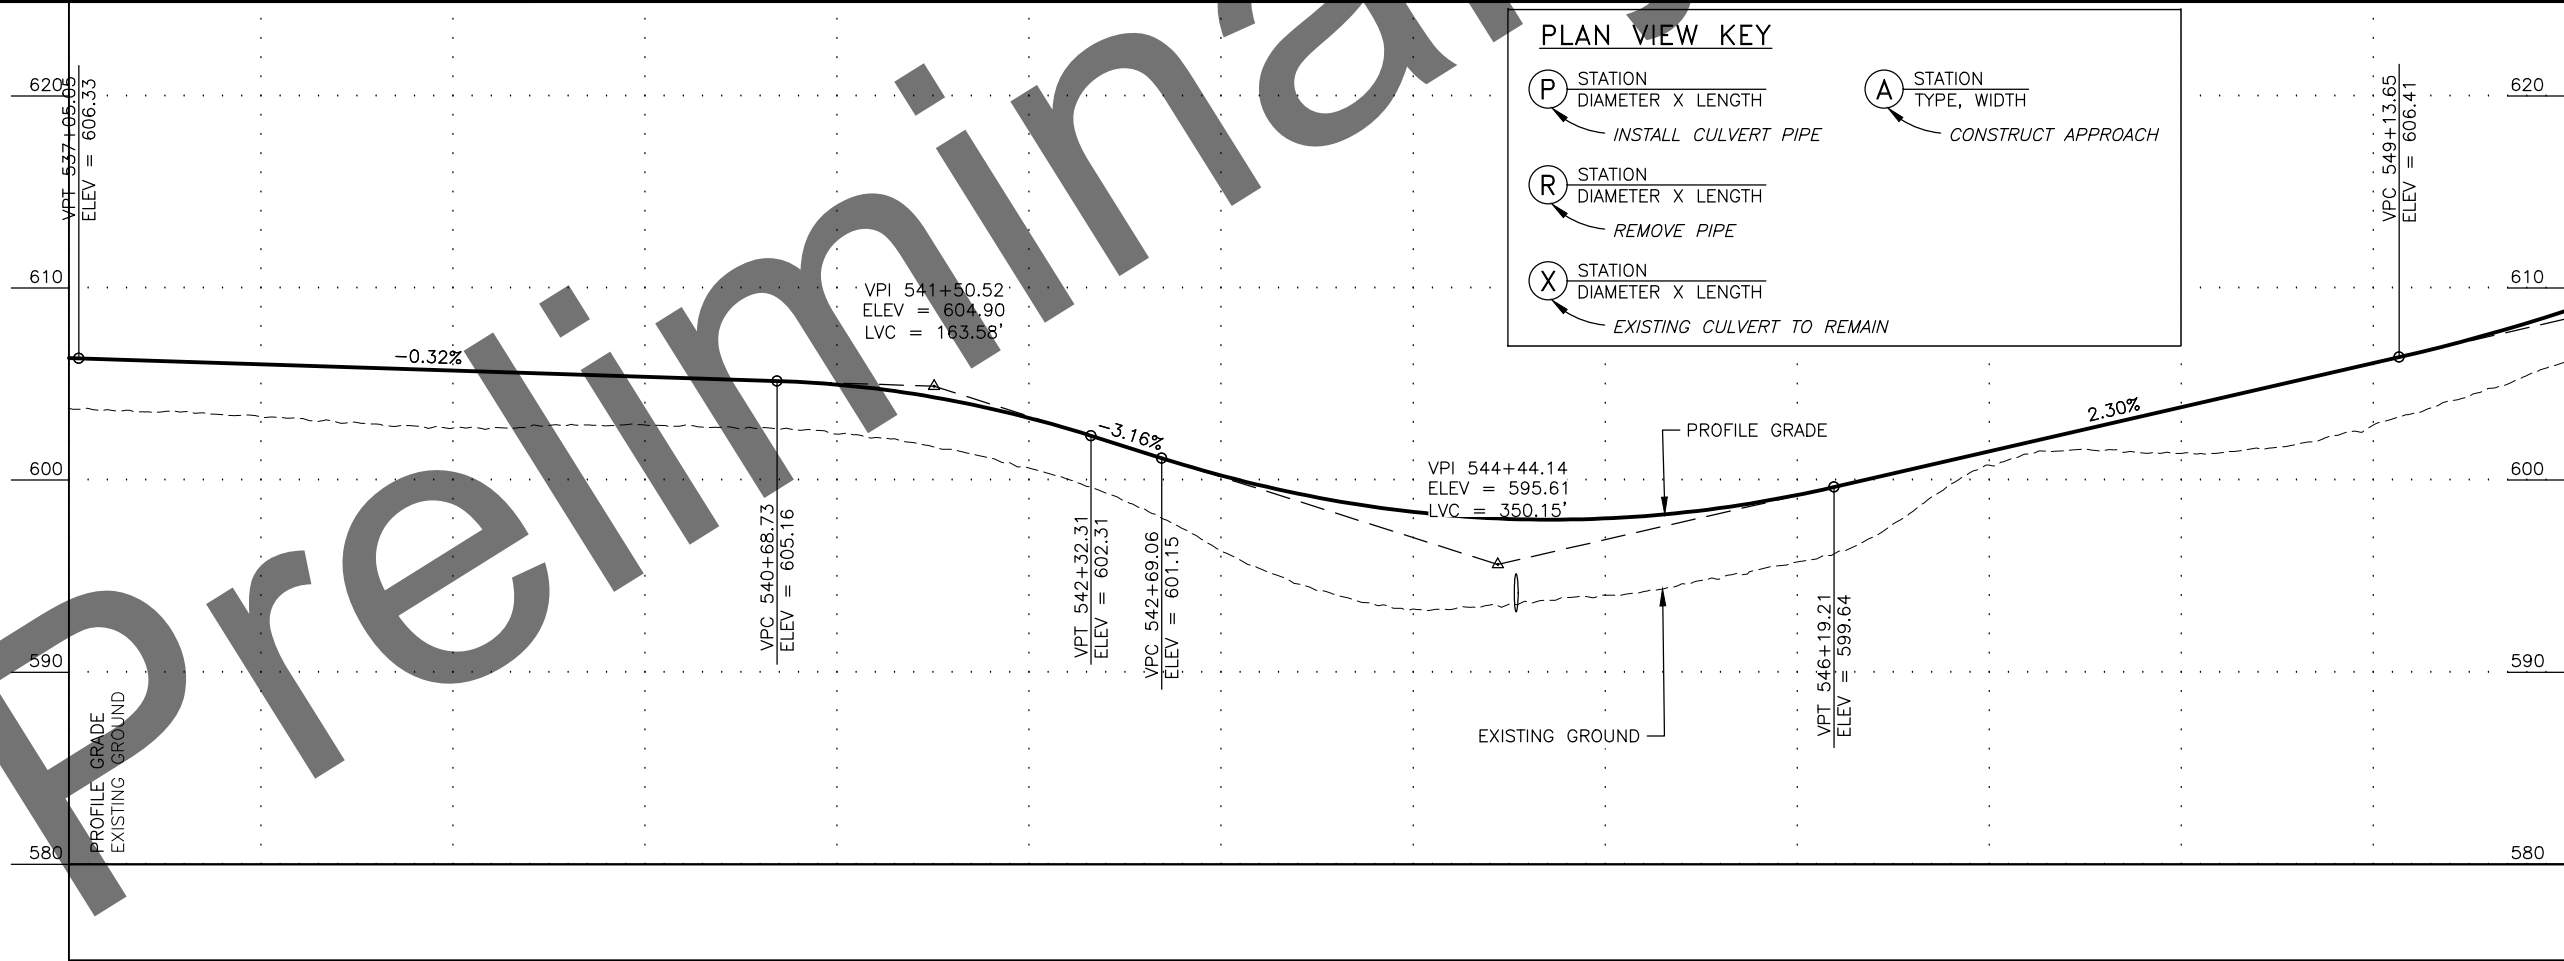 PLAN VIEW KEY
P
STATION
DIAMETER X LENGTH
INSTALL CULVERT PIPE
A
STATION
TYPE, WIDTH
CONSTRUCT APPROACH
R
STATION
DIAMETER X LENGTH
REMOVE PIPE
X
STATION
DIAMETER X LENGTH
EXISTING CULVERT TO REMAIN
620
610
600
590
580
620
610
600
590
580
VPT 537+05.05
ELEV = 606.33
-0.32%
VPI 541+50.52
ELEV = 604.90
LVC = 163.58'
VPC 540+68.73
ELEV = 605.16
VPT 542+32.31
ELEV = 602.31
-3.16%
VPC 542+69.06
ELEV = 601.15
VPI 544+44.14
ELEV = 595.61
LVC = 350.15'
PROFILE GRADE
EXISTING GROUND
VPT 546+19.21
ELEV = 599.64
2.30%
VPC 549+13.65
ELEV = 606.41
PROFILE GRADE
EXISTING GROUND
Preliminary